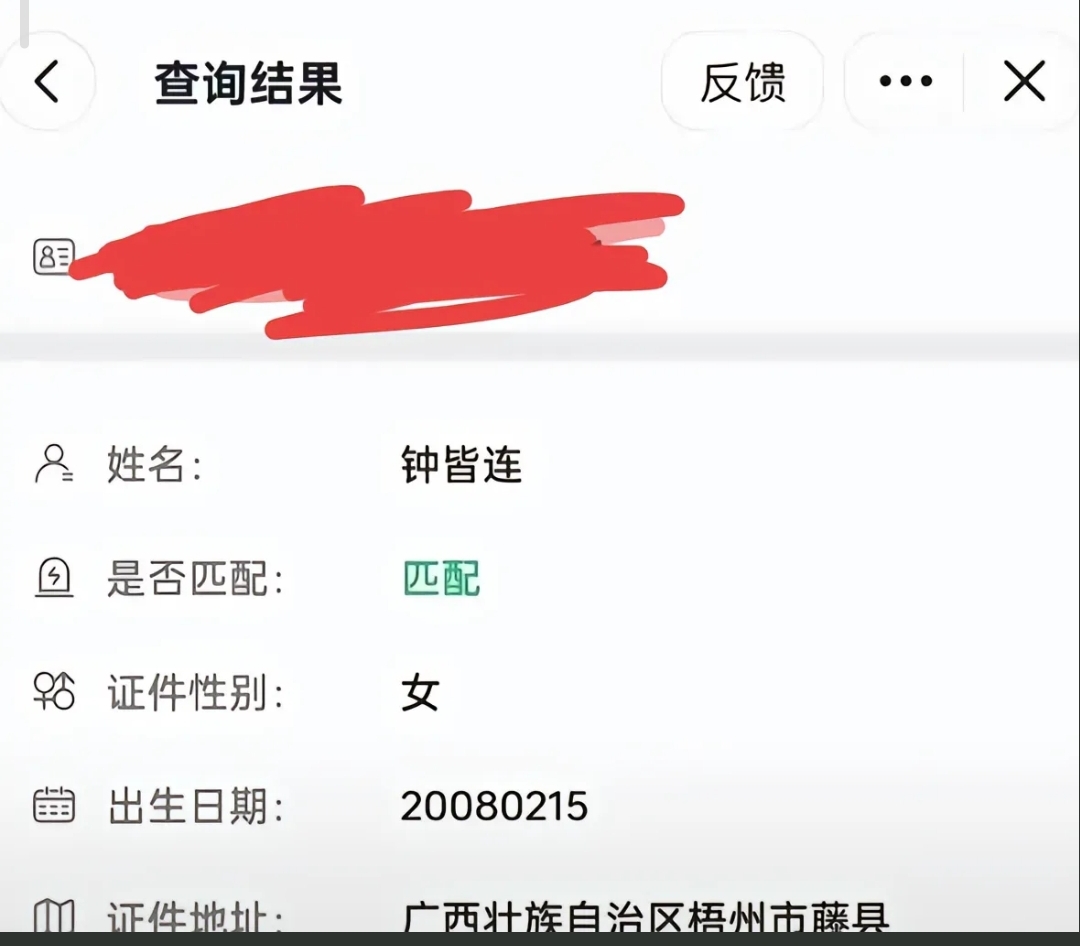 查询结果 反馈
姓名： 钟皆连
是否匹配： 匹配
证件性别： 女
出生日期： 20080215
证件地址： 广西壮族自治区梧州市藤县